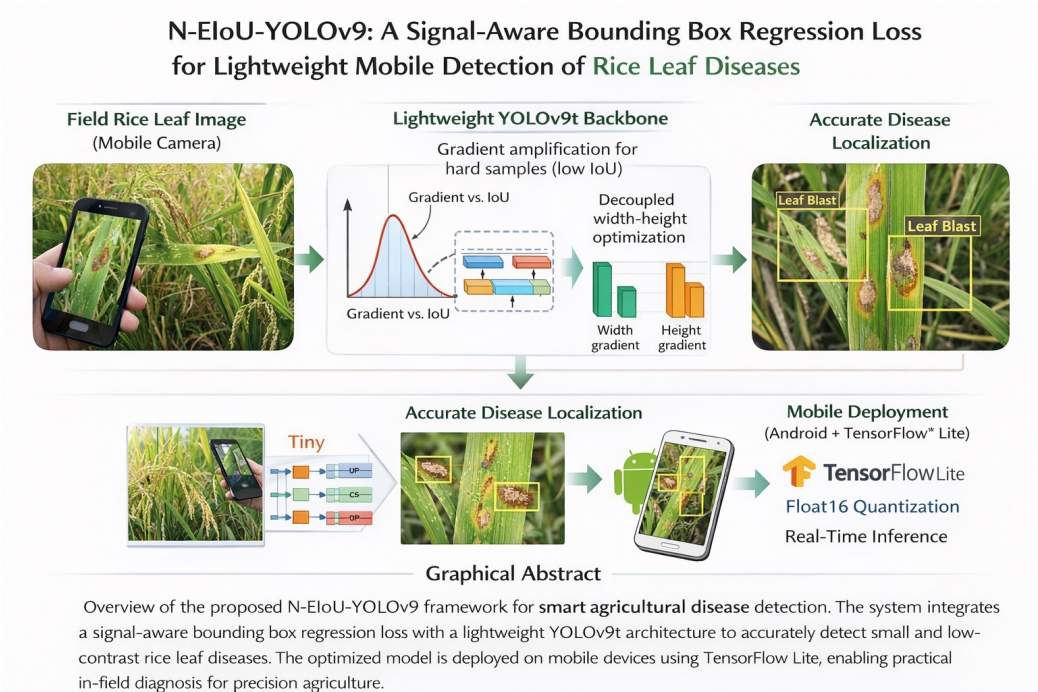 N-EIoU-YOLOv9: A Signal-Aware Bounding Box Regression Loss
for Lightweight Mobile Detection of Rice Leaf Diseases
Field Rice Leaf Image
(Mobile Camera)
Lightweight YOLOv9t Backbone
Gradient amplification for
hard samples (low IoU)
Gradient vs. IoU
Gradient vs. IoU
Decoupled
width-height
optimization
Width
gradient
Height
gradient
Accurate Disease
Localization
Leaf Blast
Leaf Blast
Tiny
UP
CS
DP
Accurate Disease Localization
Mobile Deployment
(Android + TensorFlow* Lite)
TensorFlow Lite
Float16 Quantization
Real-Time Inference
Graphical Abstract
Overview of the proposed N-EIoU-YOLOv9 framework for smart agricultural disease detection. The system integrates
a signal-aware bounding box regression loss with a lightweight YOLOv9t architecture to accurately detect small and low-
contrast rice leaf diseases. The optimized model is deployed on mobile devices using TensorFlow Lite, enabling practical
in-field diagnosis for precision agriculture.